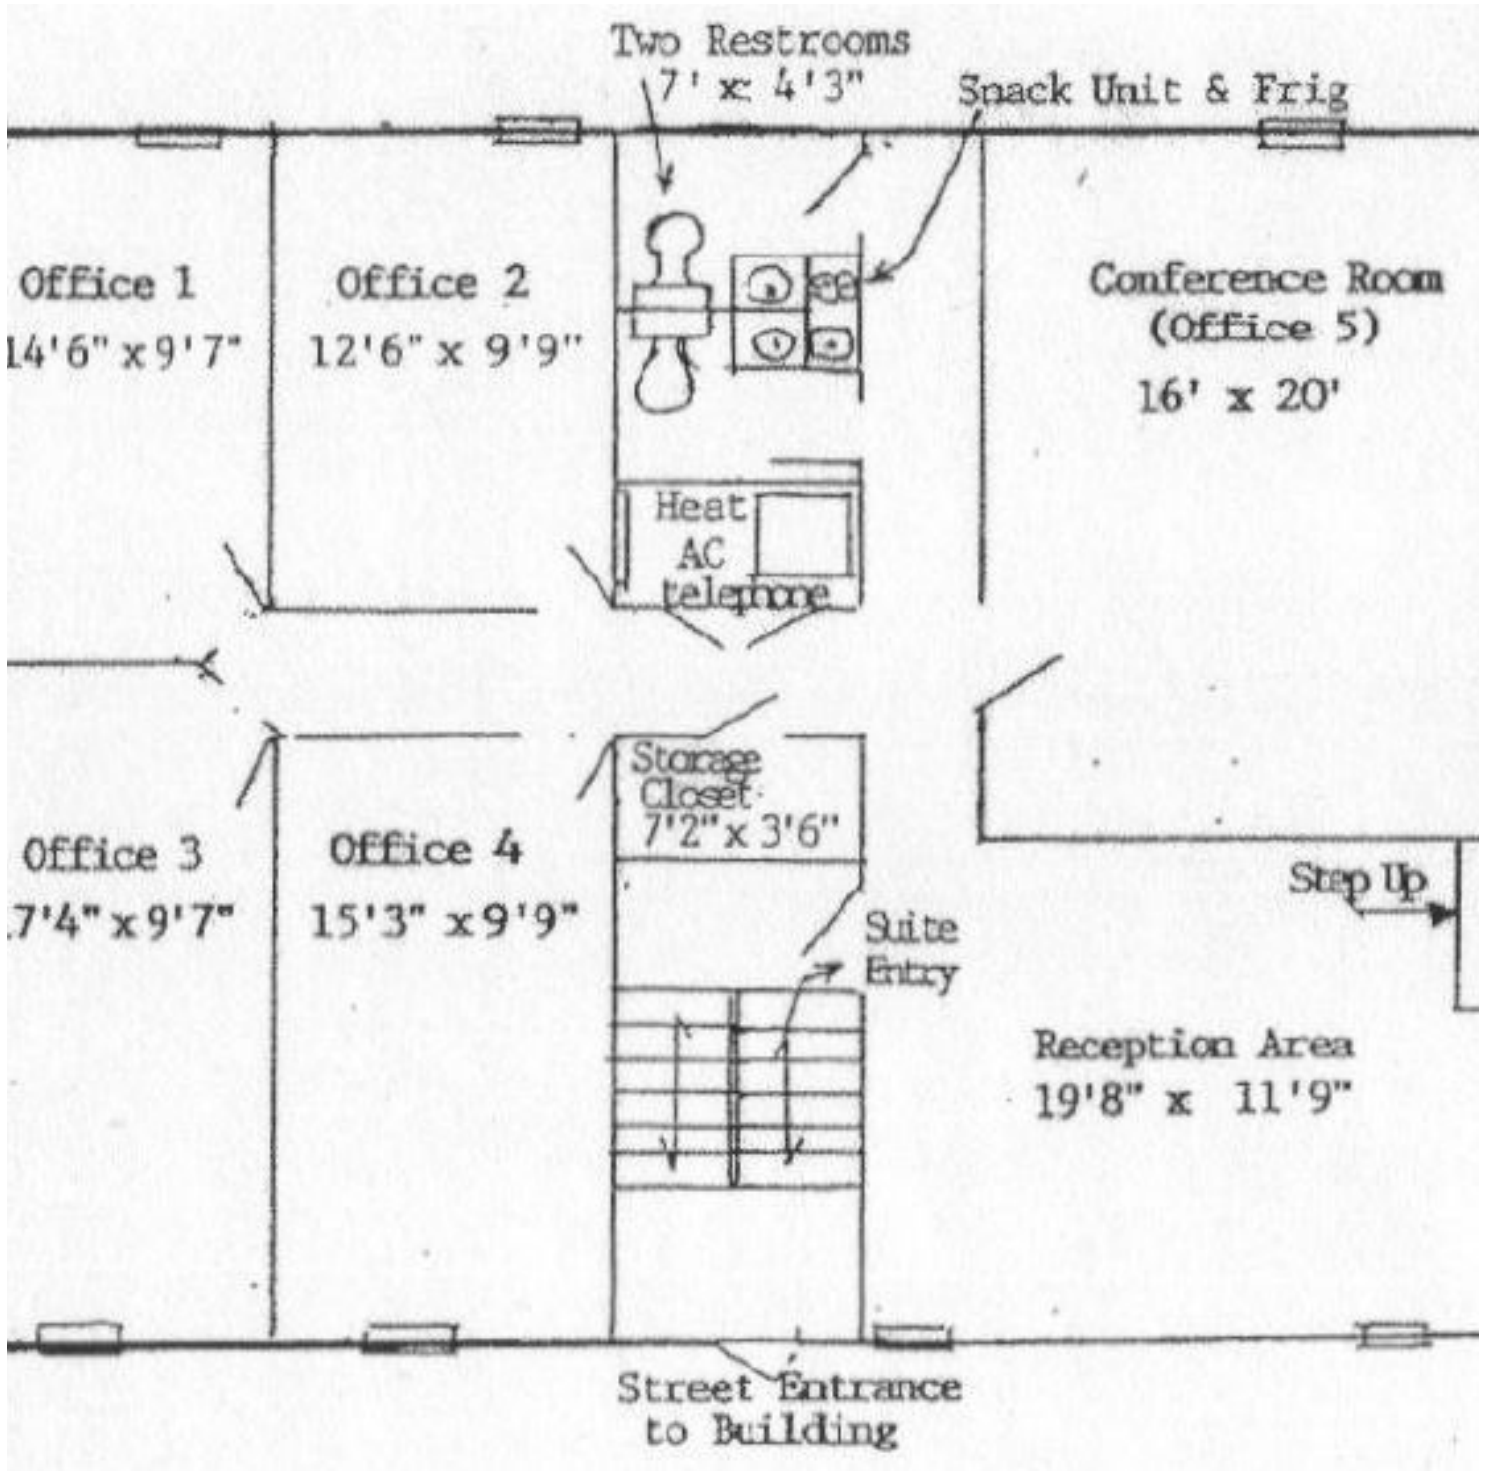 Two Restrooms
7' x 4'3"
Snack Unit & Frig
Office 1
14'6" x 9'7"
Office 2
12'6" x 9'9"
Conference Room
(Office 5)
16' x 20'
Heat
AC
telephone
Storage
Closet
7'2" x 3'6"
Office 3
7'4" x 9'7"
Office 4
15'3" x 9'9"
Step Up
Suite
Entry
Reception Area
19'8" x 11'9"
Street Entrance
to Building